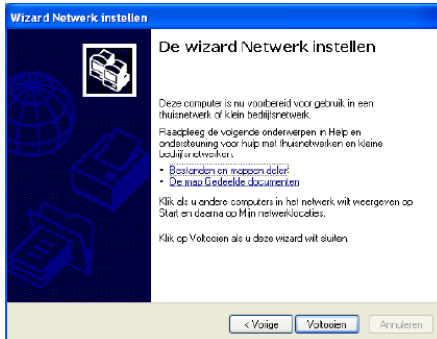 Wizard Netwerk instellen
De wizard Netwerk instellen
Deze computer is nu voorbereid voor gebruik in een
thuisnetwerk of klein bedrijfsnetwerk.
Raadpleeg de volgende onderwerpen in Help en
ondersteuning voor hulp met thuisnetwerken en kleine
bedrijfsnetwerken:
• Bestanden en mappen delen
• De map Gedeelde documenten
Klik als u andere computers in het netwerk wilt weergeven op
Start en daarna op Mijn netwerklocaties.
Klik op Voltooien als u deze wizard wilt sluiten.
< Vorige
Voltooien
Annuleren